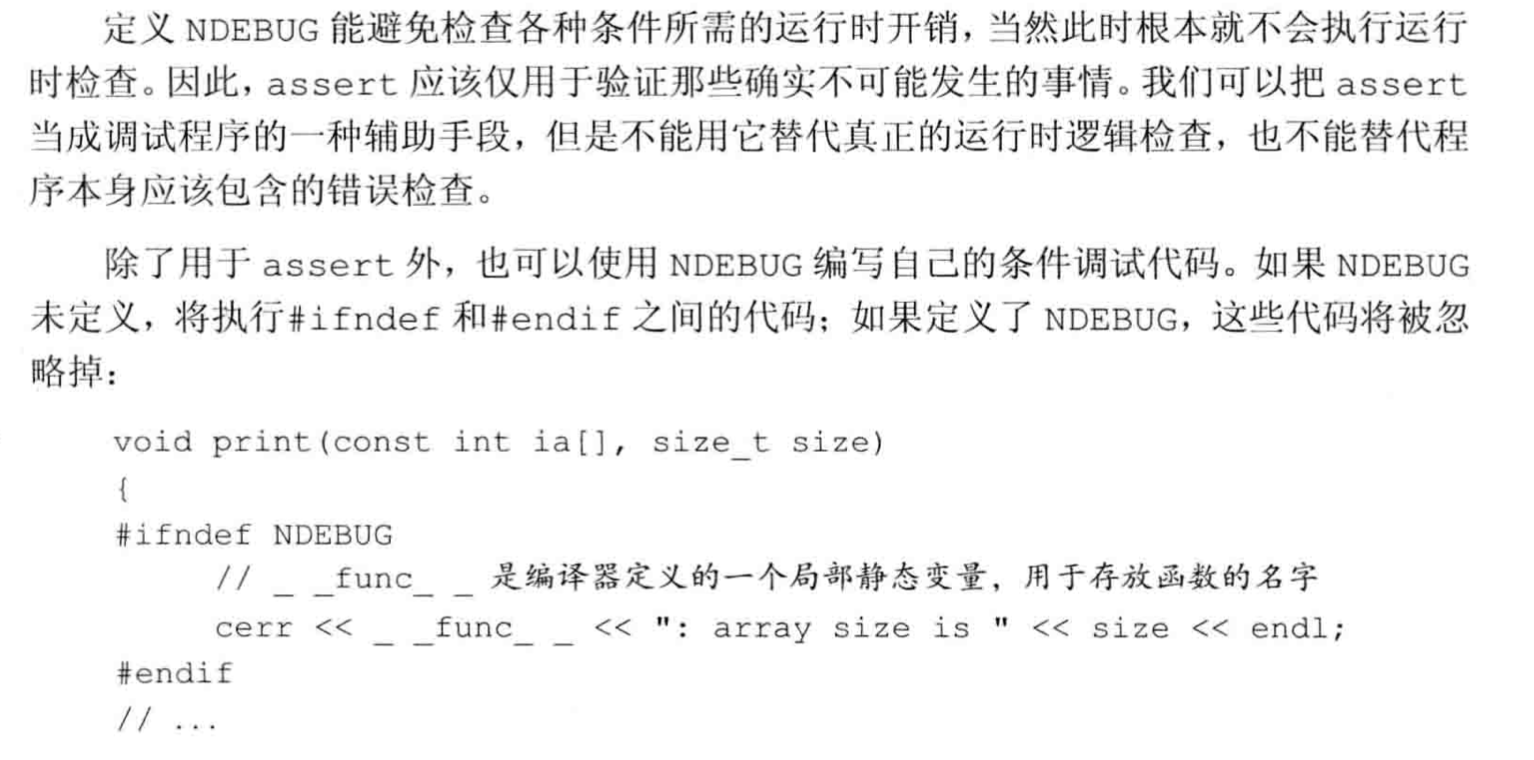 定义 NDEBUG 能避免检查各种条件所需的运行时开销，当然此时根本就不会执行运行
时检查。因此，assert 应该仅用于验证那些确实不可能发生的事情。我们可以把 assert
当成调试程序的一种辅助手段，但是不能用它替代真正的运行时逻辑检查，也不能替代程
序本身应该包含的错误检查。
除了用于 assert 外，也可以使用 NDEBUG 编写自己的条件调试代码。如果 NDEBUG
未定义，将执行#ifndef 和#endif 之间的代码；如果定义了 NDEBUG，这些代码将被忽
略掉：
void print(const int ia[], size_t size)
{
#ifndef NDEBUG
// _ _func_ _ 是编译器定义的一个局部静态变量，用于存放函数的名字
cerr << _ _func_ _ << ": array size is " << size << endl;
#endif
// ...